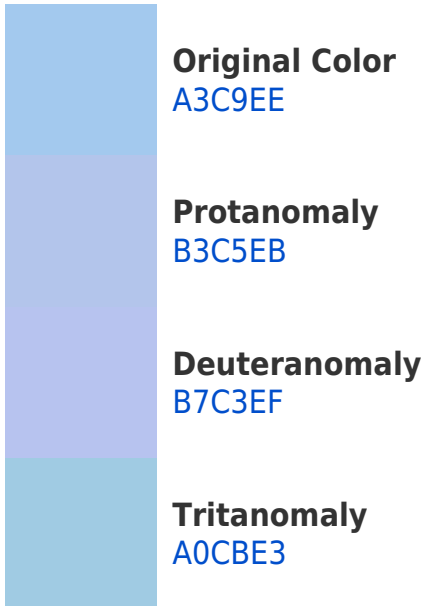 Original Color
A3C9EE
Protanomaly
B3C5EB
Deuteranomaly
B7C3EF
Tritanomaly
A0CBE3